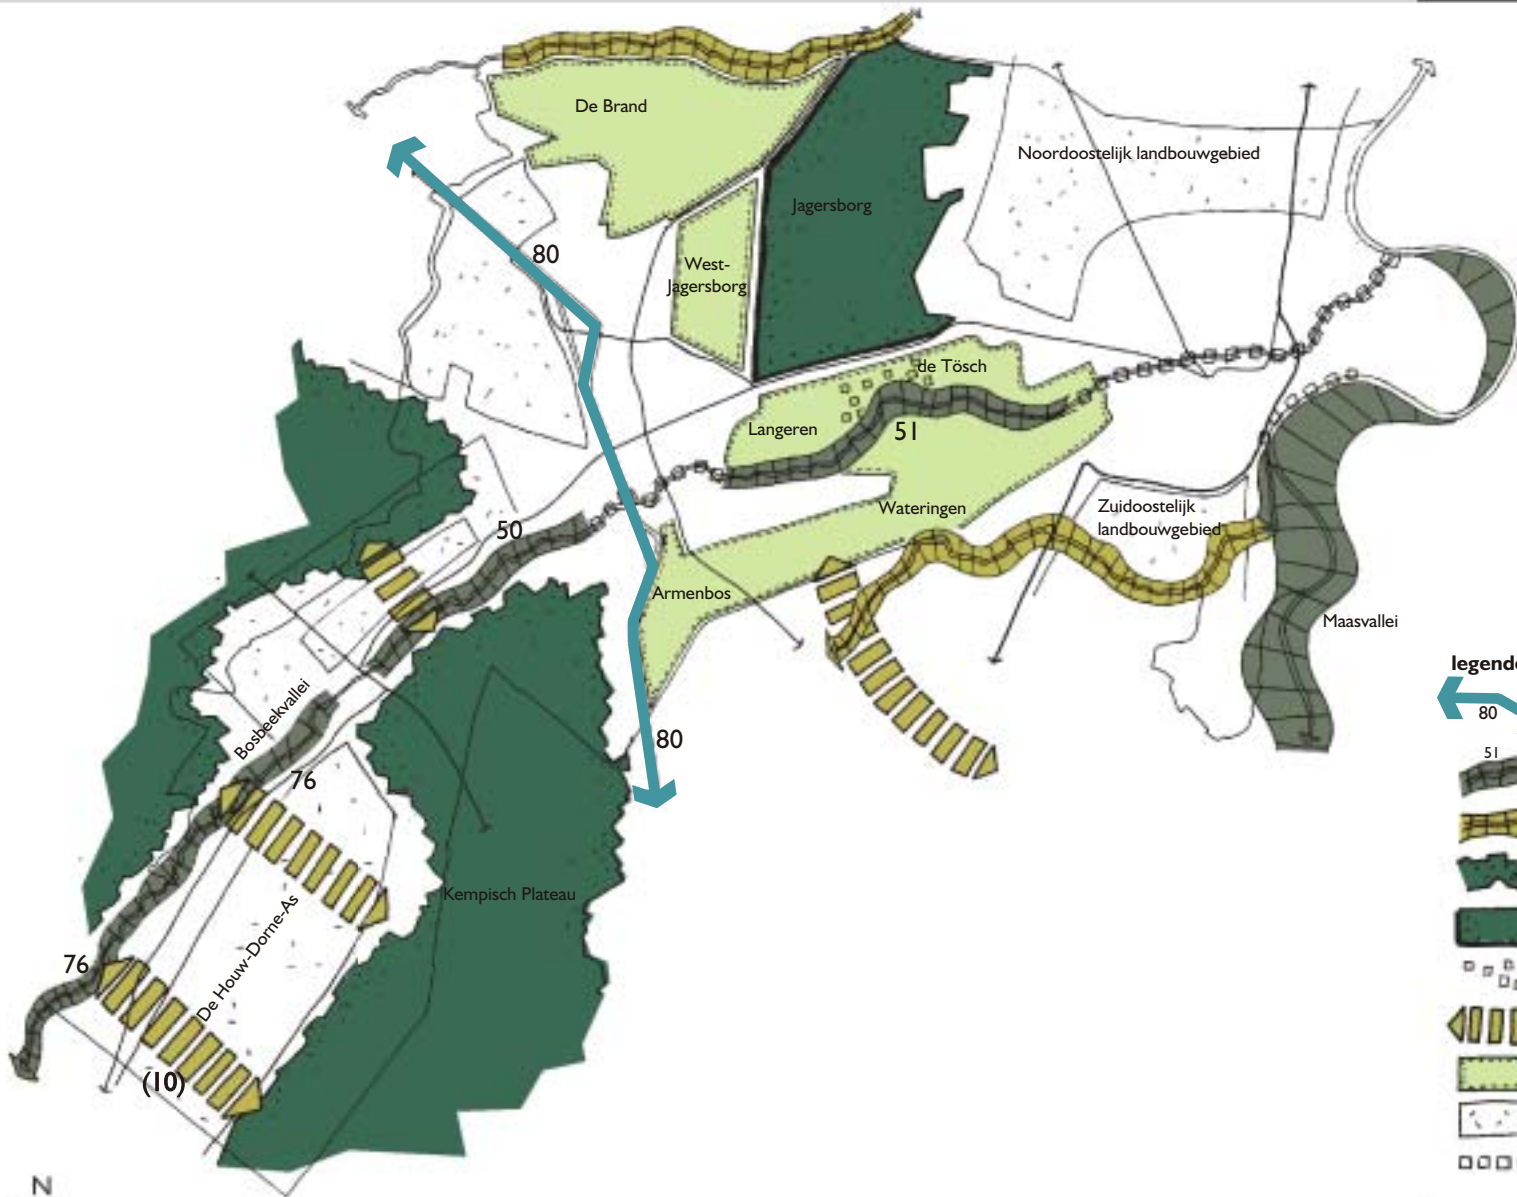 De Brand
Noordoostelijk landbouwgebied
Jagersborg
80
West-
Jagersborg
de Tösch
Langeren
51
Wateringen
Zuidoostelijk
landbouwgebied
50
Armenbos
Maasvallei
legende
80
51
Bosbeekvallei
80
76
Kempisch Plateau
De Houw-Dorne-As
76
(10)
N